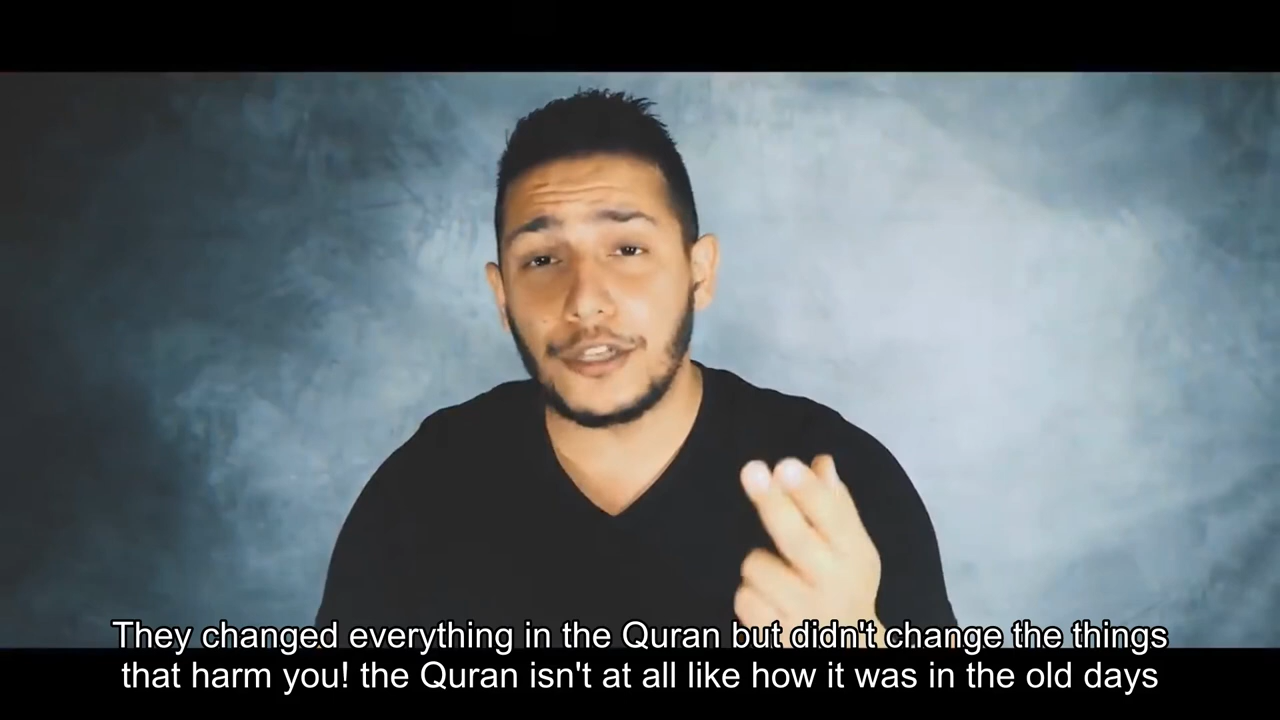 They changed everything in the Quran but didn't change the things
that harm you! the Quran isn't at all like how it was in the old days